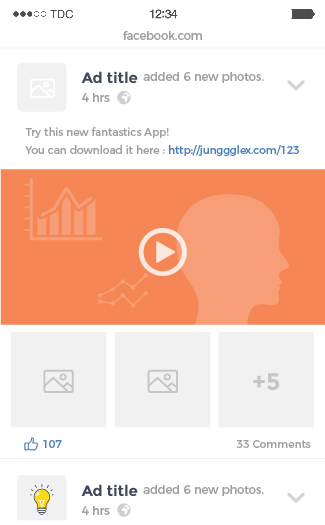 TDC 12:34
facebook.com
Ad title added 6 new photos.
4 hrs
Try this new fantastics App!
You can download it here : http://junggglex.com/123
+5
107 33 Comments
Ad title added 6 new photos.
4 hrs